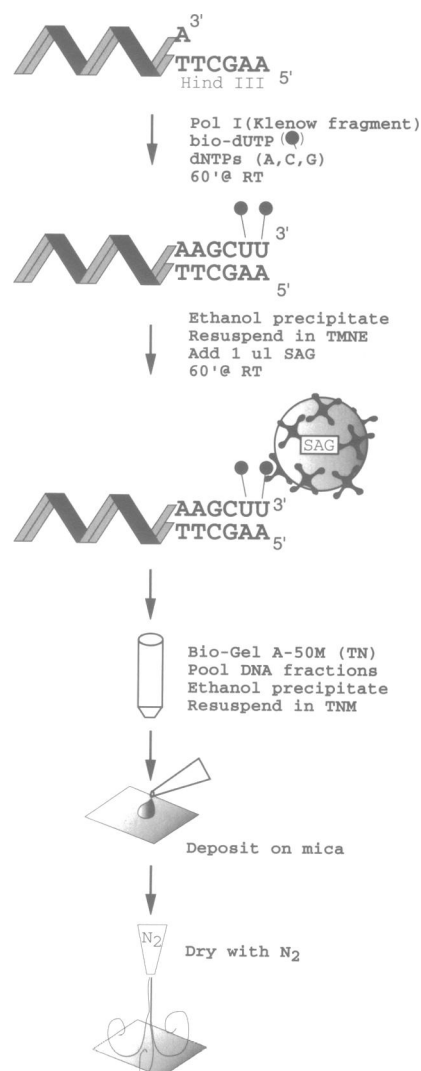 A 3'
TTCGAA 5'
Hind III
Pol I(Klenow fragment)
bio-dUTP ( )
dNTPs (A,C,G)
60'@ RT
AAGCUU 3'
TTCGAA 5'
Ethanol precipitate
Resuspend in TMNE
Add 1 ul SAG
60'@ RT
SAG
AAGCUU 3'
TTCGAA 5'
Bio-Gel A-50M (TN)
Pool DNA fractions
Ethanol precipitate
Resuspend in TNM
Deposit on mica
N2
Dry with N2